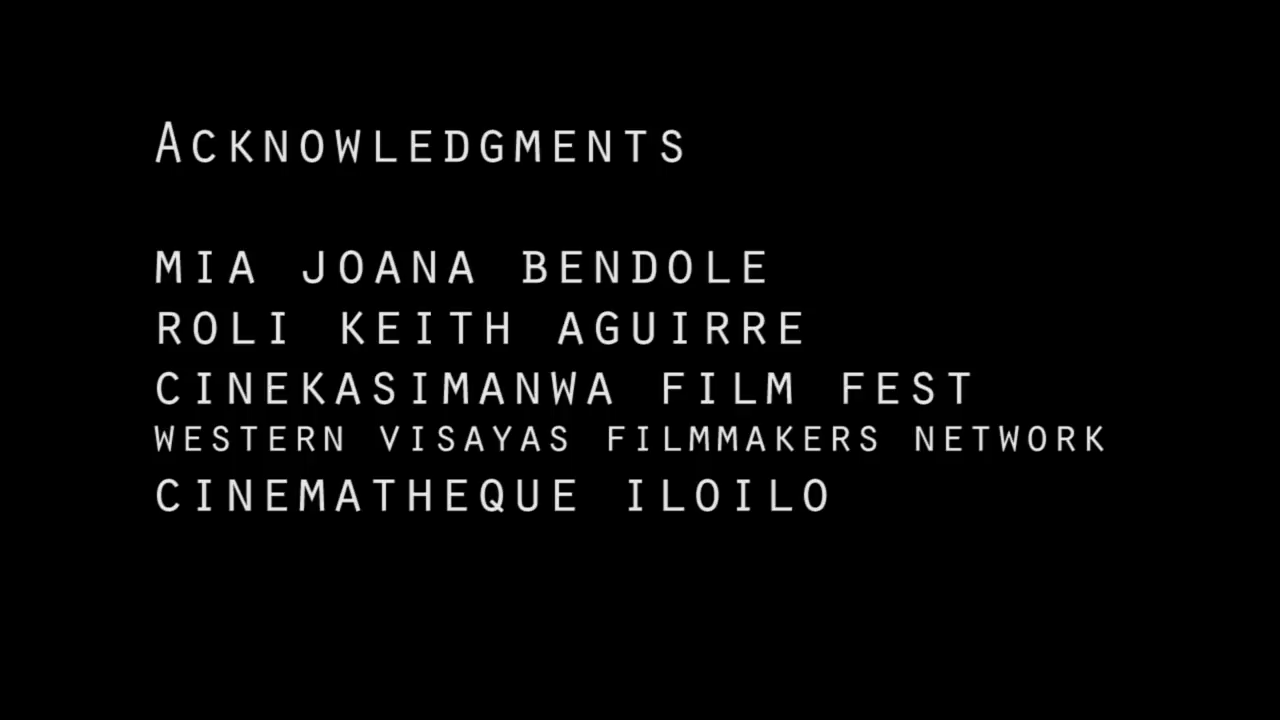 Acknowledgments
MIA JOANA BENDOLE
ROLI KEITH AGUIRRE
CINEKASIMANWA FILM FEST
WESTERN VISAYAS FILMMAKERS NETWORK
CINEMATHEQUE ILOILO